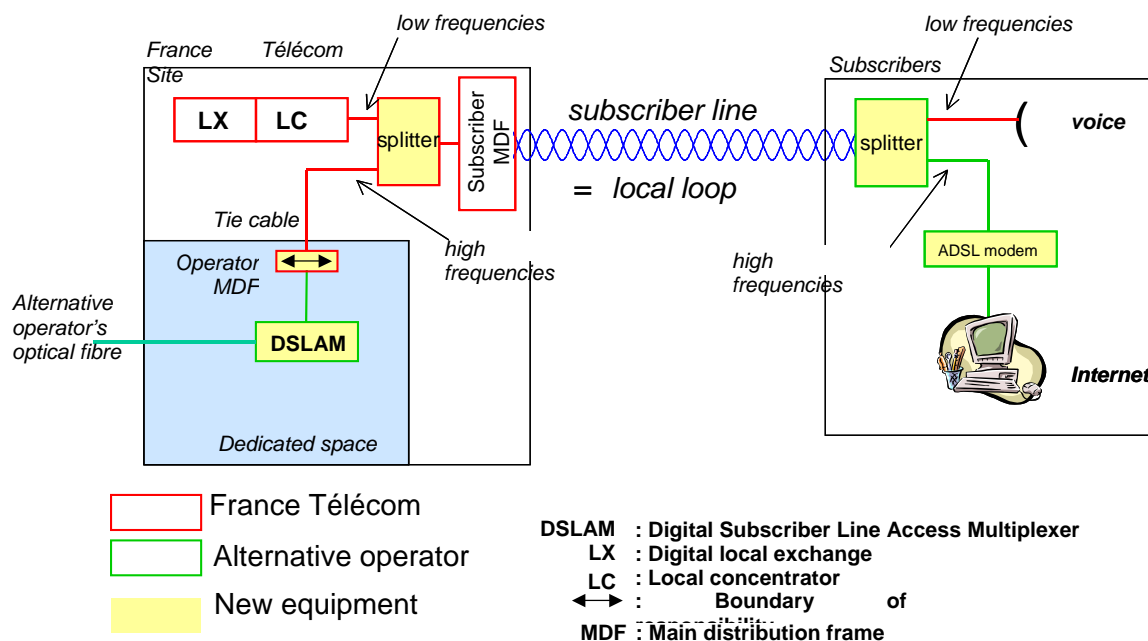 low frequencies
low frequencies
France Télécom
Site
Subscribers
LX
LC
splitter
Subscriber
MDF
subscriber line
= local loop
splitter
voice
Tie cable
high
frequencies
high
frequencies
ADSL modem
Operator
MDF
Alternative
operator's
optical fibre
DSLAM
Internet
Dedicated space
France Télécom
Alternative operator
New equipment
DSLAM : Digital Subscriber Line Access Multiplexer
LX : Digital local exchange
LC : Local concentrator
: Boundary of
responsibility
MDF : Main distribution frame